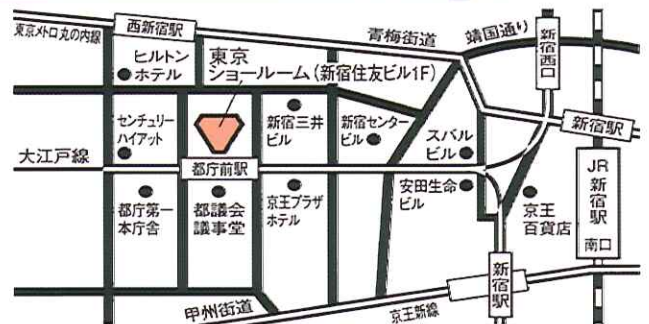 東京メトロ丸の内線
西新宿駅
青梅街道
靖国通り
新宿西口
ヒルトン
ホテル
東京
ショールーム(新宿住友ビル1F)
センチュリー
ハイアット
新宿三井
ビル
新宿センター
ビル
スバル
ビル
新宿駅
大江戸線
都庁前駅
JR
新宿駅
南口
都庁第一
本庁舎
都議会
議事堂
京王プラザ
ホテル
安田生命
ビル
京王
百貨店
新宿駅
甲州街道
京王新線